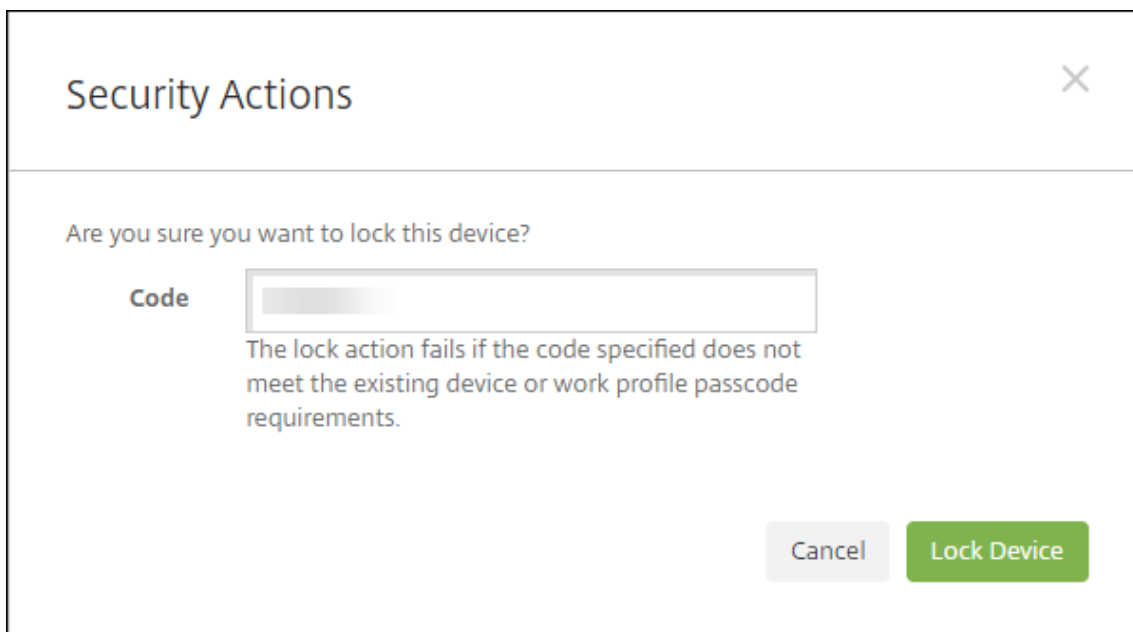 Security Actions
Are you sure you want to lock this device?
Code
The lock action fails if the code specified does not
meet the existing device or work profile passcode
requirements.
Cancel
Lock Device